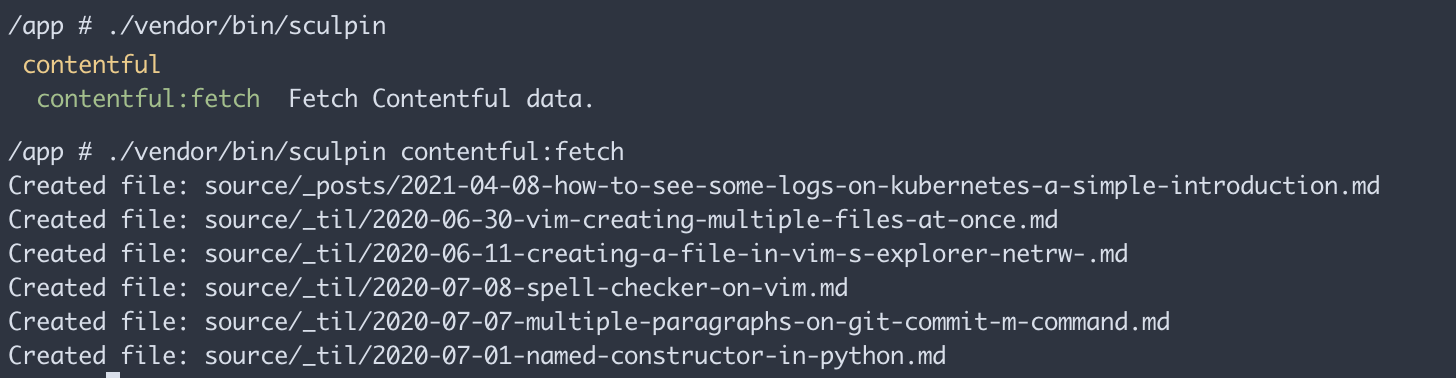 /app # ./vendor/bin/sculpin
contentful
contentful:fetch  Fetch Contentful data.
/app # ./vendor/bin/sculpin contentful:fetch
Created file: source/_posts/2021-04-08-how-to-see-some-logs-on-kubernetes-a-simple-introduction.md
Created file: source/_til/2020-06-30-vim-creating-multiple-files-at-once.md
Created file: source/_til/2020-06-11-creating-a-file-in-vim-s-explorer-netrw-.md
Created file: source/_til/2020-07-08-spell-checker-on-vim.md
Created file: source/_til/2020-07-07-multiple-paragraphs-on-git-commit-m-command.md
Created file: source/_til/2020-07-01-named-constructor-in-python.md